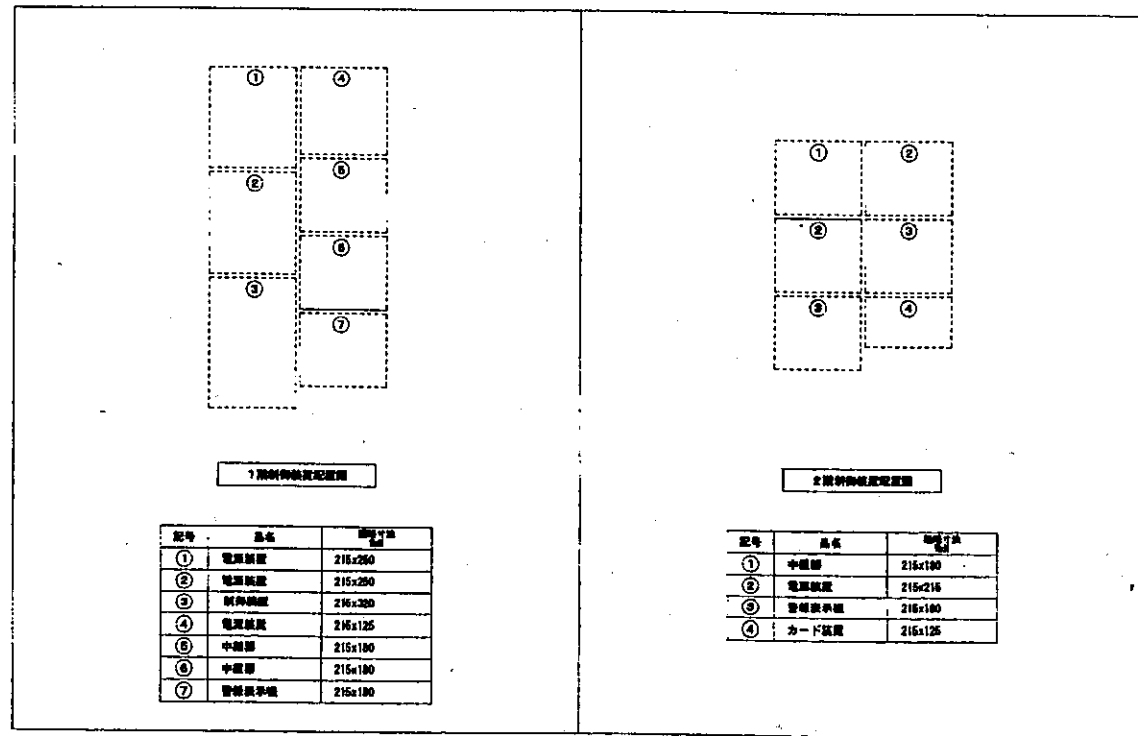 ①
④
⑤
②
⑥
③
⑦
1階制御装置配置図
記号 品名
① 電源装置 215x250
② 電源装置 215x250
③ 制御装置 215x320
④ 電源装置 215x125
⑤ 中継器 215x180
⑥ 中継器 215x180
⑦ 警報表示機 215x180
① ②
② ③
③ ④
2階制御装置配置図
記号 品名
① 中継器 215x180
② 電源装置 215x215
③ 警報表示機 215x180
④ カード装置 215x125